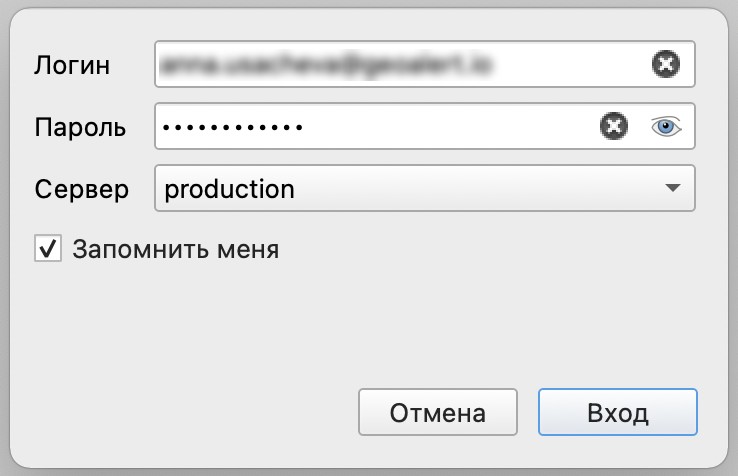 Логин
Пароль ••••••••••••
Сервер production
Запомнить меня
Отмена Вход